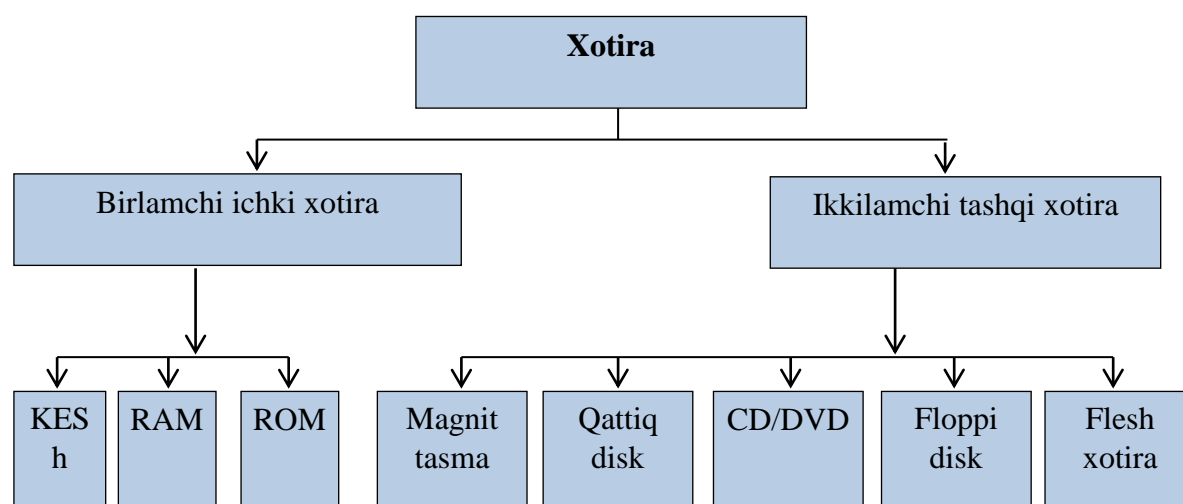 Xotira
Birlamchi ichki xotira
Ikkilamchi tashqi xotira
KES
h
RAM
ROM
Magnit
tasma
Qattiq
disk
CD/DVD
Floppi
disk
Flesh
xotira